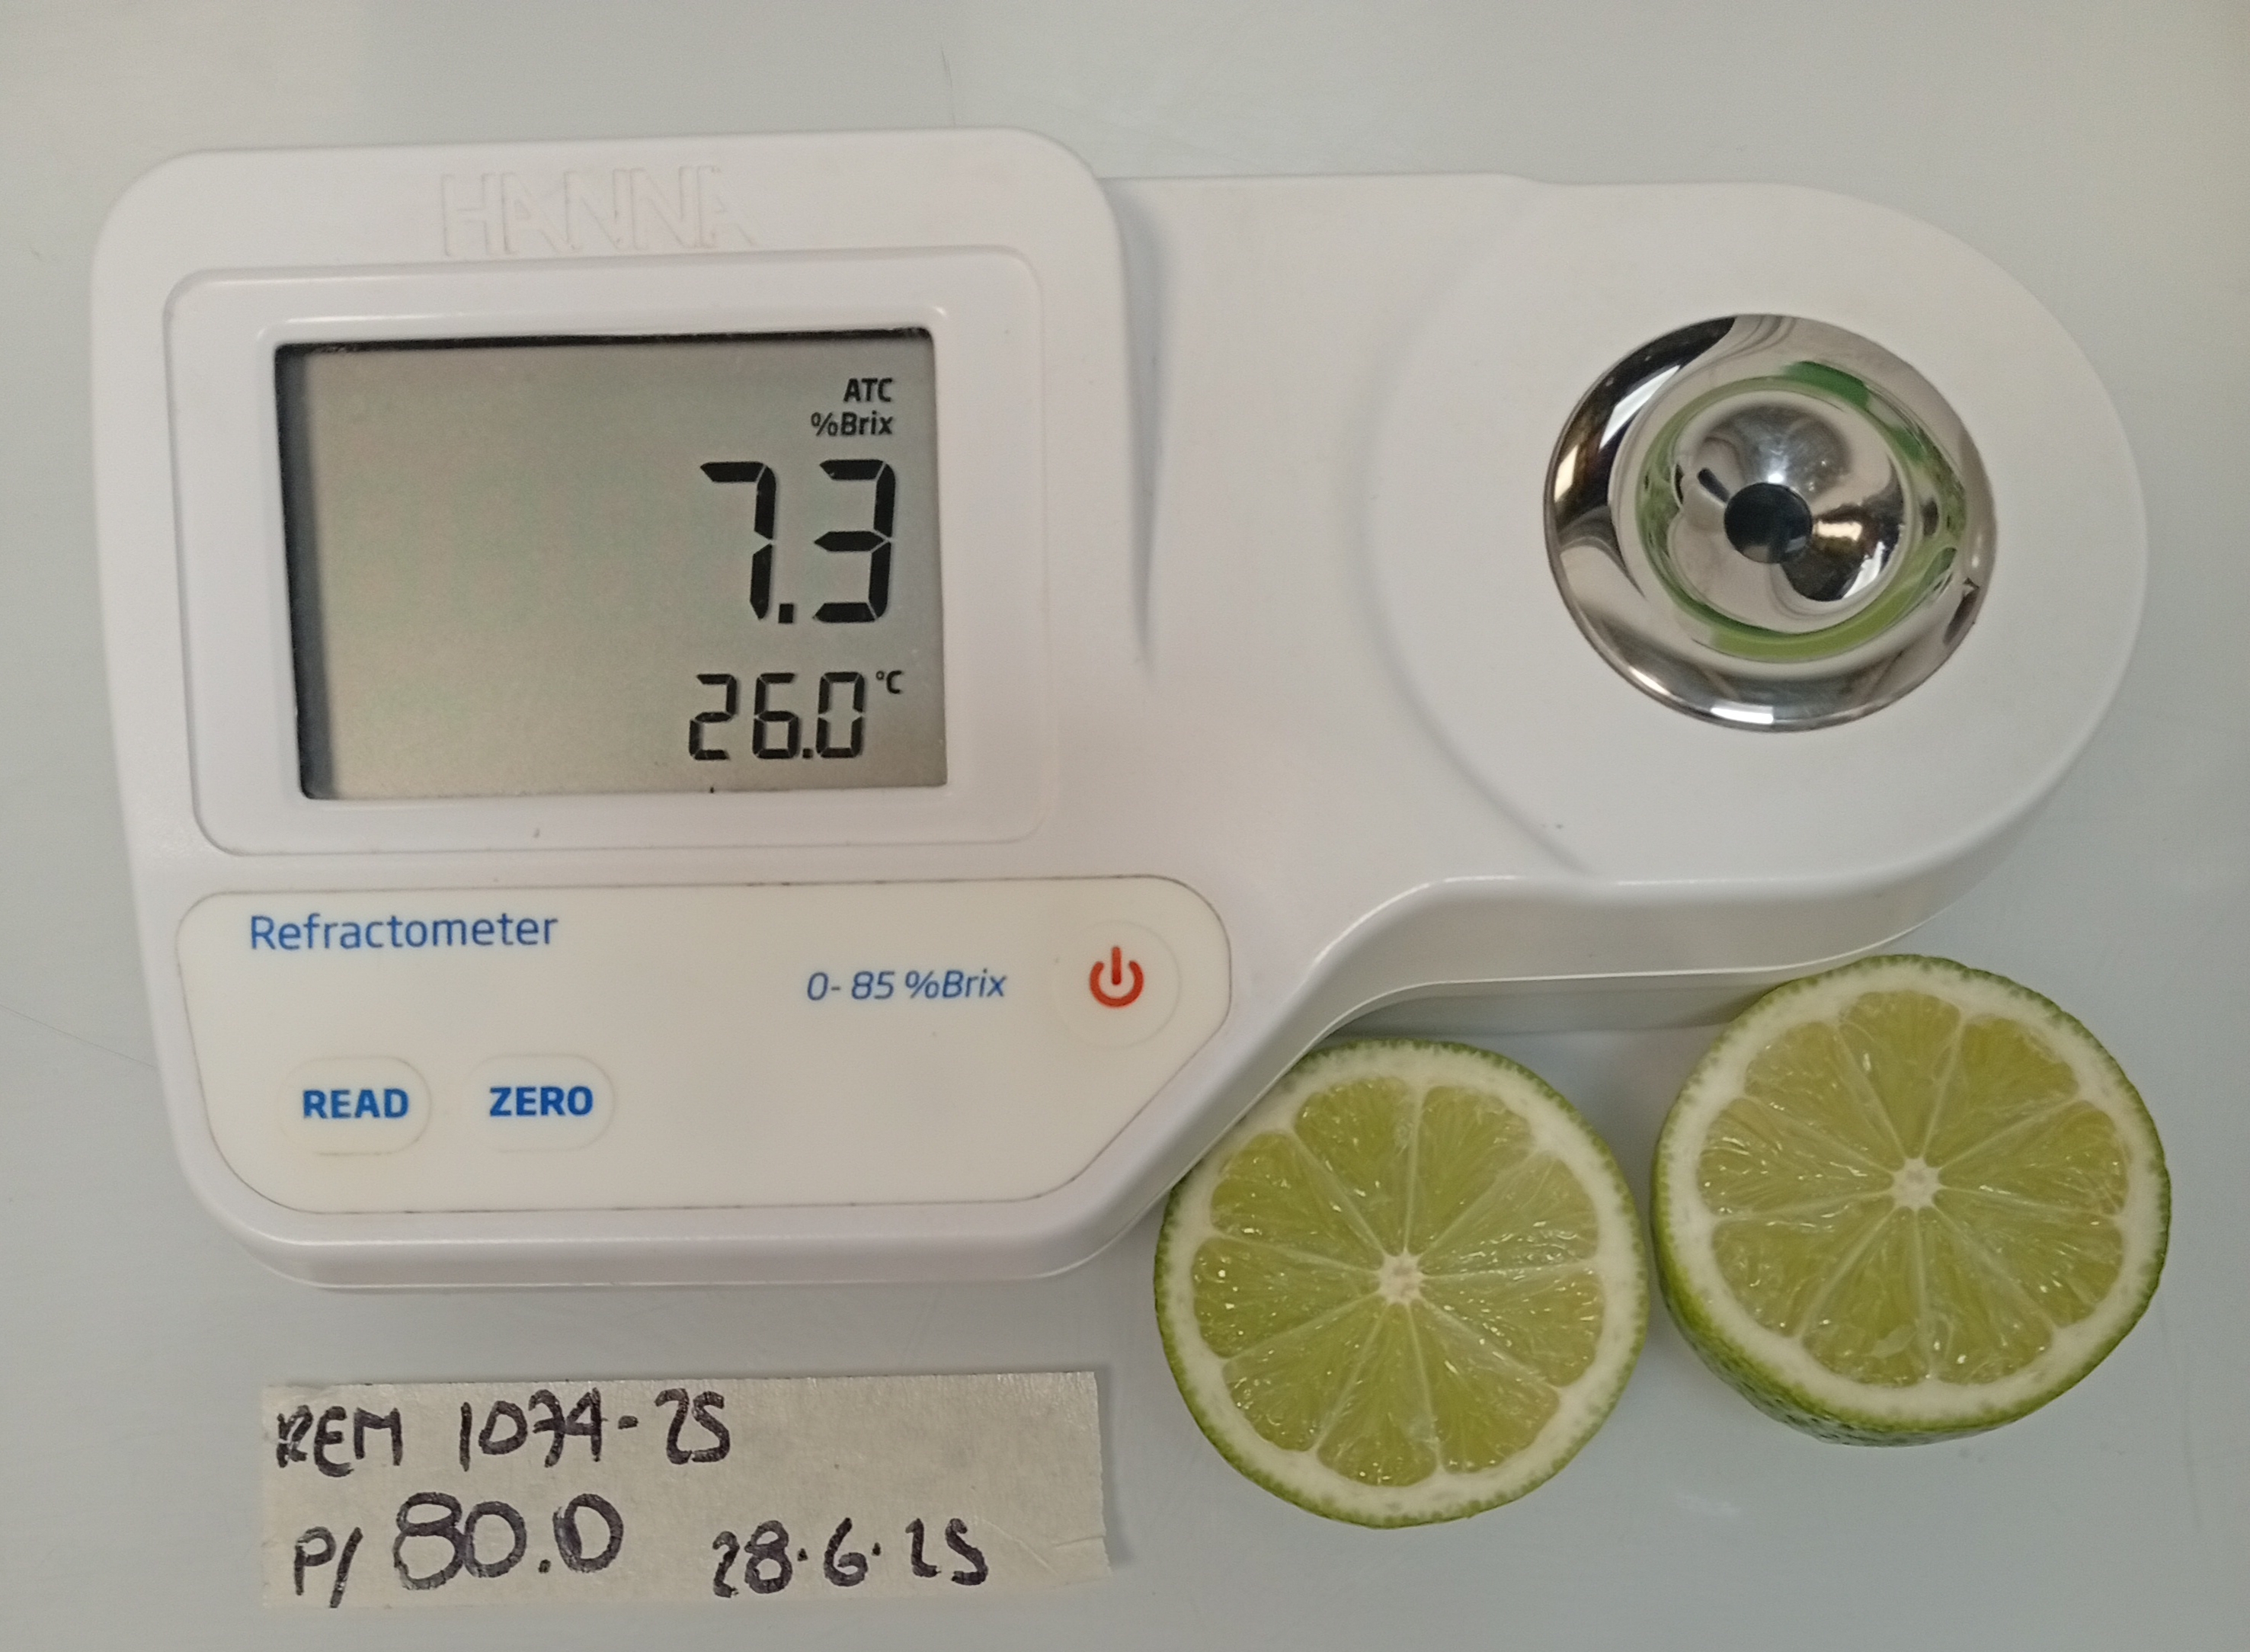 HANNA
ATC
%Brix
7.3
26.0 °C
Refractometer
0- 85 %Brix
READ ZERO
REM 1074-25
P/ 80.0 28.6.25